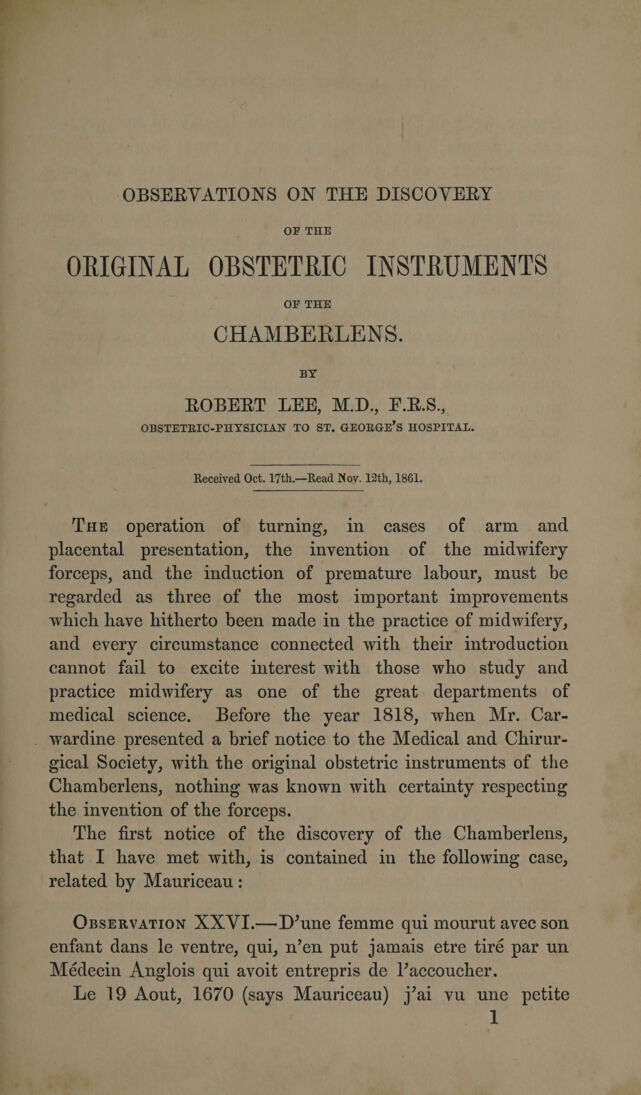 OBSERVATIONS ON THE DISCOVERY
OF THE
ORIGINAL OBSTETRIC INSTRUMENTS
OF THE
CHAMBERLENS.
BY
ROBERT LEE, M.D., F.R.S.,
OBSTETRIC-PHYSICIAN TO ST. GEORGE'S HOSPITAL.
Received Oct. 17th.—Read Nov. 12th, 1861.
THE operation of turning, in cases of arm and
placental presentation, the invention of the midwifery
forceps, and the induction of premature labour, must be
regarded as three of the most important improvements
which have hitherto been made in the practice of midwifery,
and every circumstance connected with their introduction
cannot fail to excite interest with those who study and
practice midwifery as one of the great departments of
medical science. Before the year 1818, when Mr. Car-
wardine presented a brief notice to the Medical and Chirur-
gical Society, with the original obstetric instruments of the
Chamberlens, nothing was known with certainty respecting
the invention of the forceps.
The first notice of the discovery of the Chamberlens,
that I have met with, is contained in the following case,
related by Mauriceau:
OBSERVATION XXVI.—D'une femme qui mourut avec son
enfant dans le ventre, qui, n'en put jamais etre tiré par un
Médecin Anglois qui avoit entrepris de l'accoucher.
Le 19 Aout, 1670 (says Mauriceau) j'ai vu une petite
1